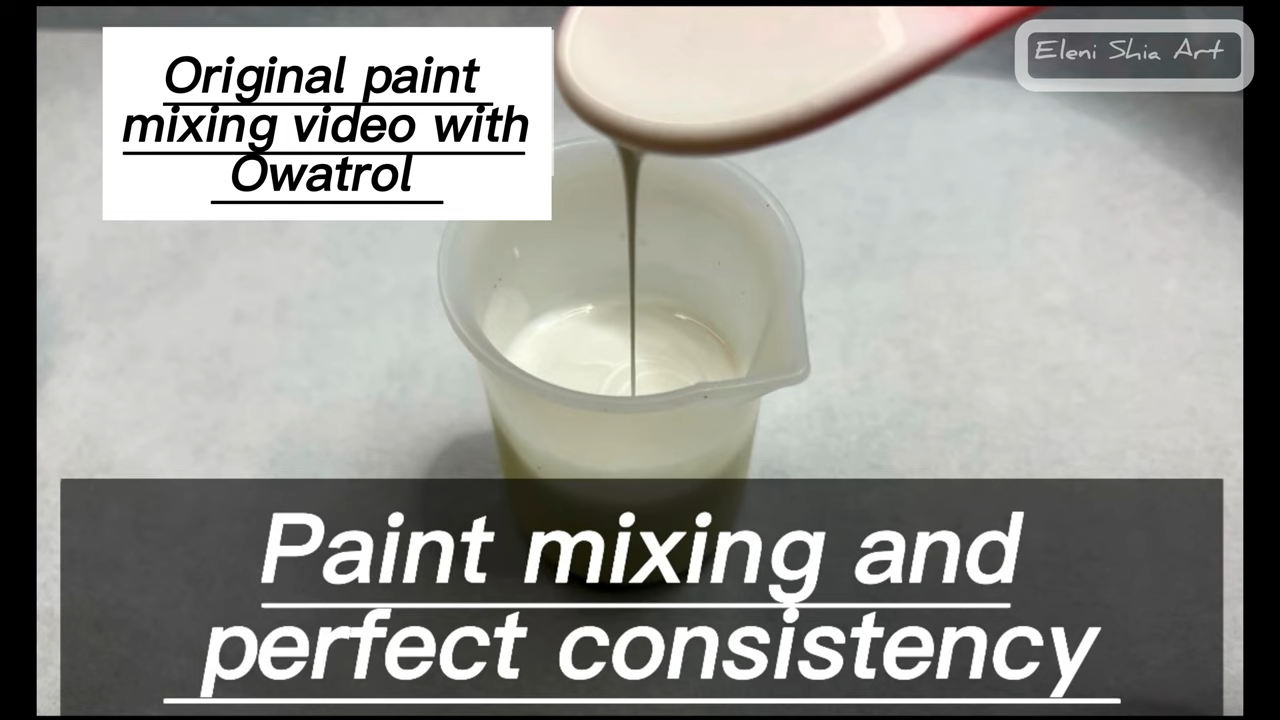 Original paint
mixing video with
Owatrol
Eleni Shia Art
Paint mixing and
perfect consistency